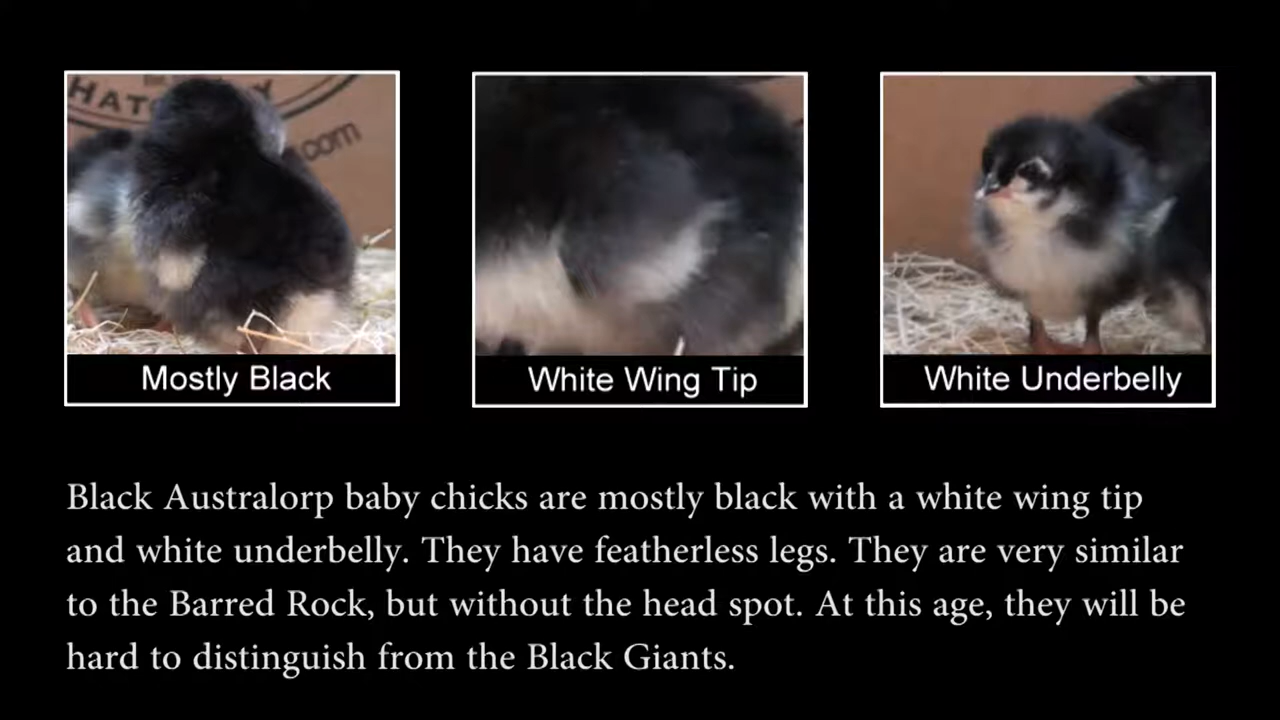 .com
Mostly Black
White Wing Tip
White Underbelly
Black Australorp baby chicks are mostly black with a white wing tip
and white underbelly. They have featherless legs. They are very similar
to the Barred Rock, but without the head spot. At this age, they will be
hard to distinguish from the Black Giants.